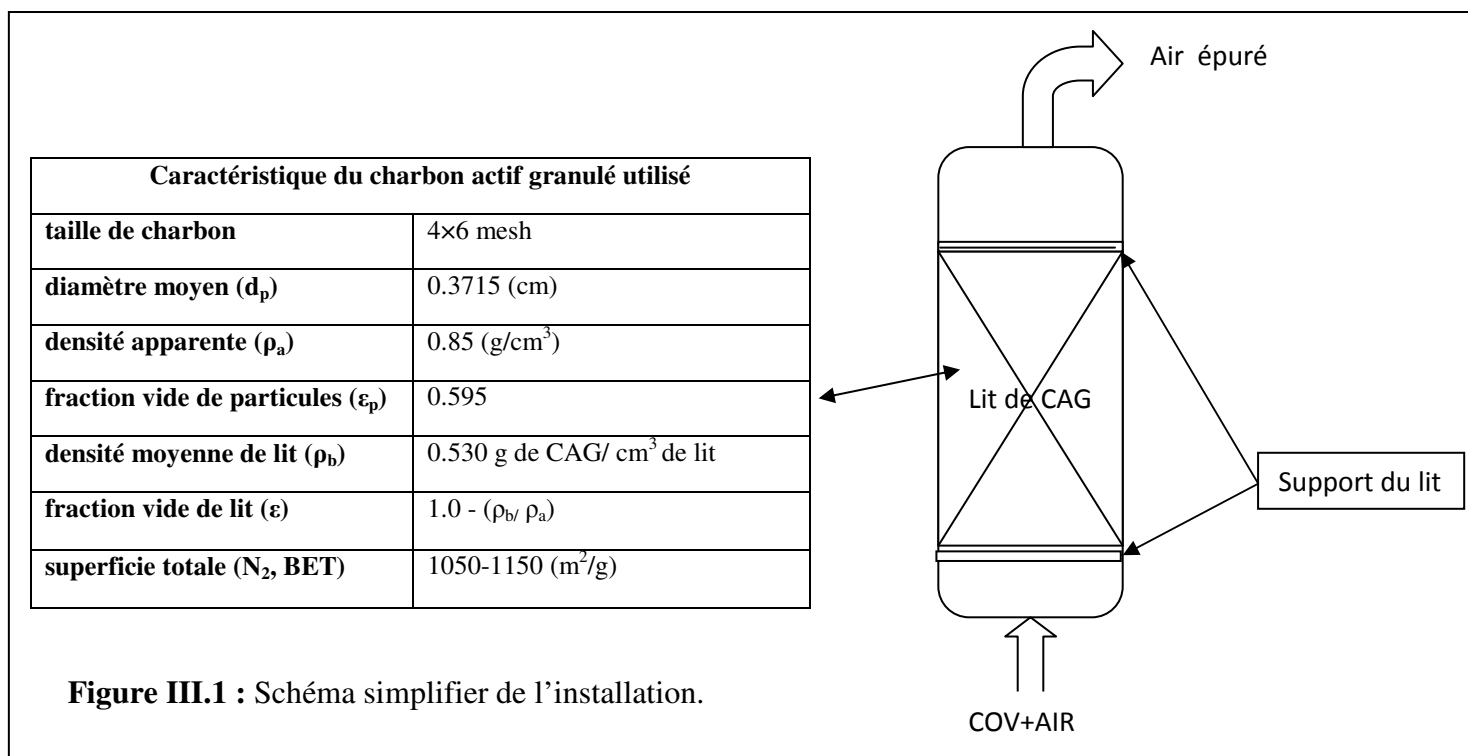 Air épuré
Caractéristique du charbon actif granulé utilisé
taille de charbon 4×6 mesh
diamètre moyen (dp) 0.3715 (cm)
densité apparente (ρa) 0.85 (g/cm³)
fraction vide de particules (εp) 0.595
densité moyenne de lit (ρb) 0.530 g de CAG/ cm³ de lit
fraction vide de lit (ε) 1.0 - (ρb/ ρa)
superficie totale (N₂, BET) 1050-1150 (m²/g)
Lit de CAG
Support du lit
Figure III.1 : Schéma simplifier de l’installation.
COV+AIR